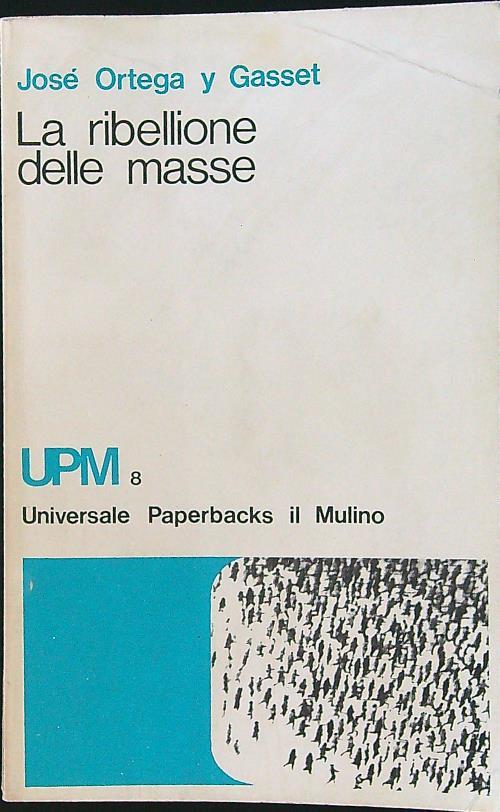 José Ortega y Gasset
La ribellione
delle masse
UPM 8
Universale Paperbacks il Mulino